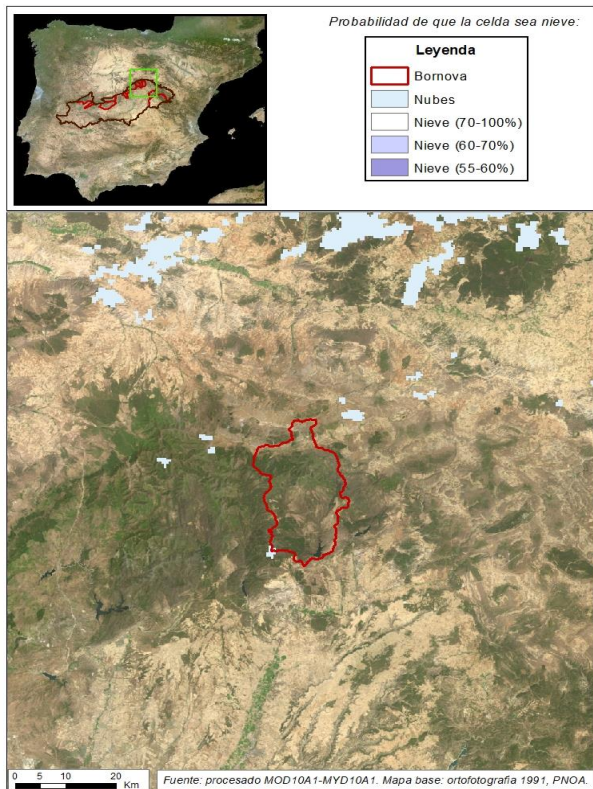 Probabilidad de que la celda sea nieve:
Leyenda
Bornova
Nubes
Nieve (70-100%)
Nieve (60-70%)
Nieve (55-60%)
0 5 10 20
Km
Fuente: procesado MOD10A1-MYD10A1. Mapa base: ortofotografia 1991, PNOA.